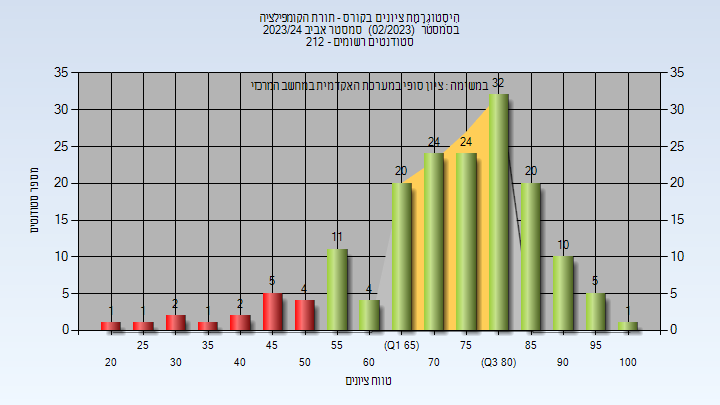 היסטוגרמת ציונים בקורס - תורת הקומפילציה
בסמסטר (02/2023) סמסטר אביב 2023/24
סטודנטים רשומים - 212
במשימה : ציון סופי במערכת האקדמית במחשב המרכזי
מספר סטודנטים
35 35
30 30
25 25
20 20
15 15
10 10
5 5
0 0
1 1 2 1 2 5 4 11 4 20 24 24 32 20 10 5 1
25 35 45 55 (Q1 65) 75 85 95
20 30 40 50 60 70 (Q3 80) 90 100
טווח ציונים